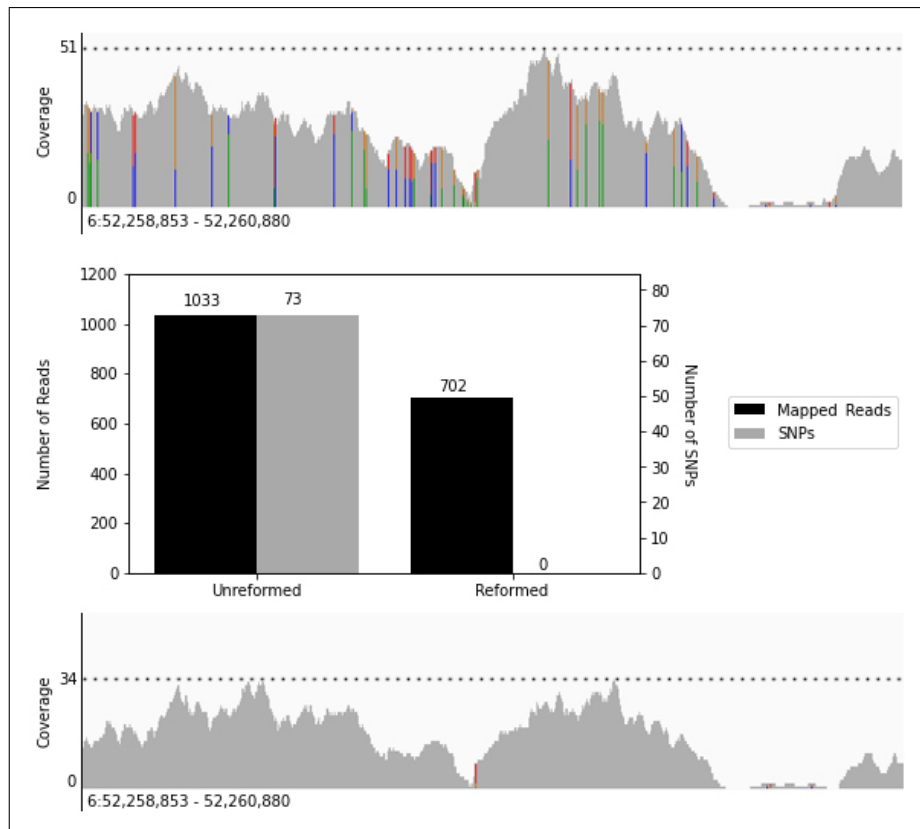 51
Coverage
0
6:52,258,853 - 52,260,880
1200
1000
800
600
400
200
0
Number of Reads
1033
73
702
0
80
70
60
50
40
30
20
10
0
Number of SNPs
Unreformed
Reformed
Mapped Reads
SNPs
34
Coverage
0
6:52,258,853 - 52,260,880